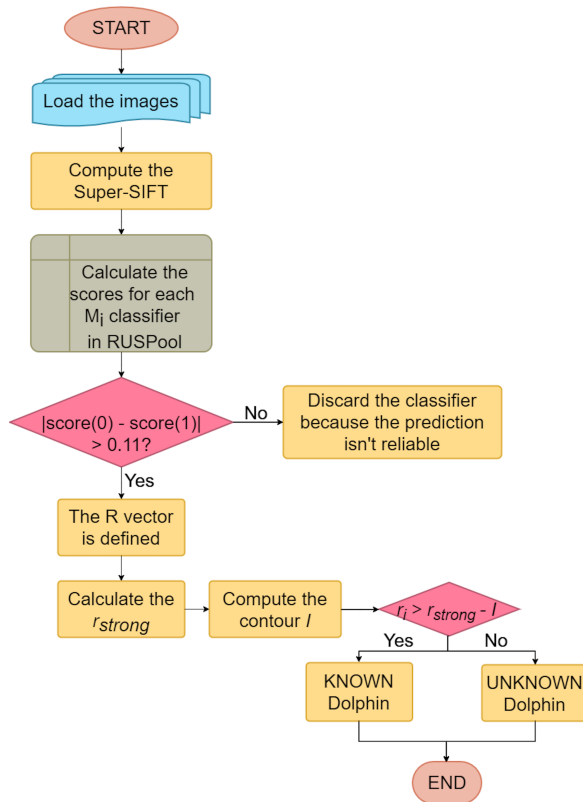 START
Load the images
Compute the
Super-SIFT
Calculate the
scores for each
Mi classifier
in RUSPool
|score(0) - score(1)|
> 0.11?
No
Discard the classifier
because the prediction
isn't reliable
Yes
The R vector
is defined
Calculate the
rstrong
Compute the
contour I
ri > rstrong - I
Yes
No
KNOWN
Dolphin
UNKNOWN
Dolphin
END